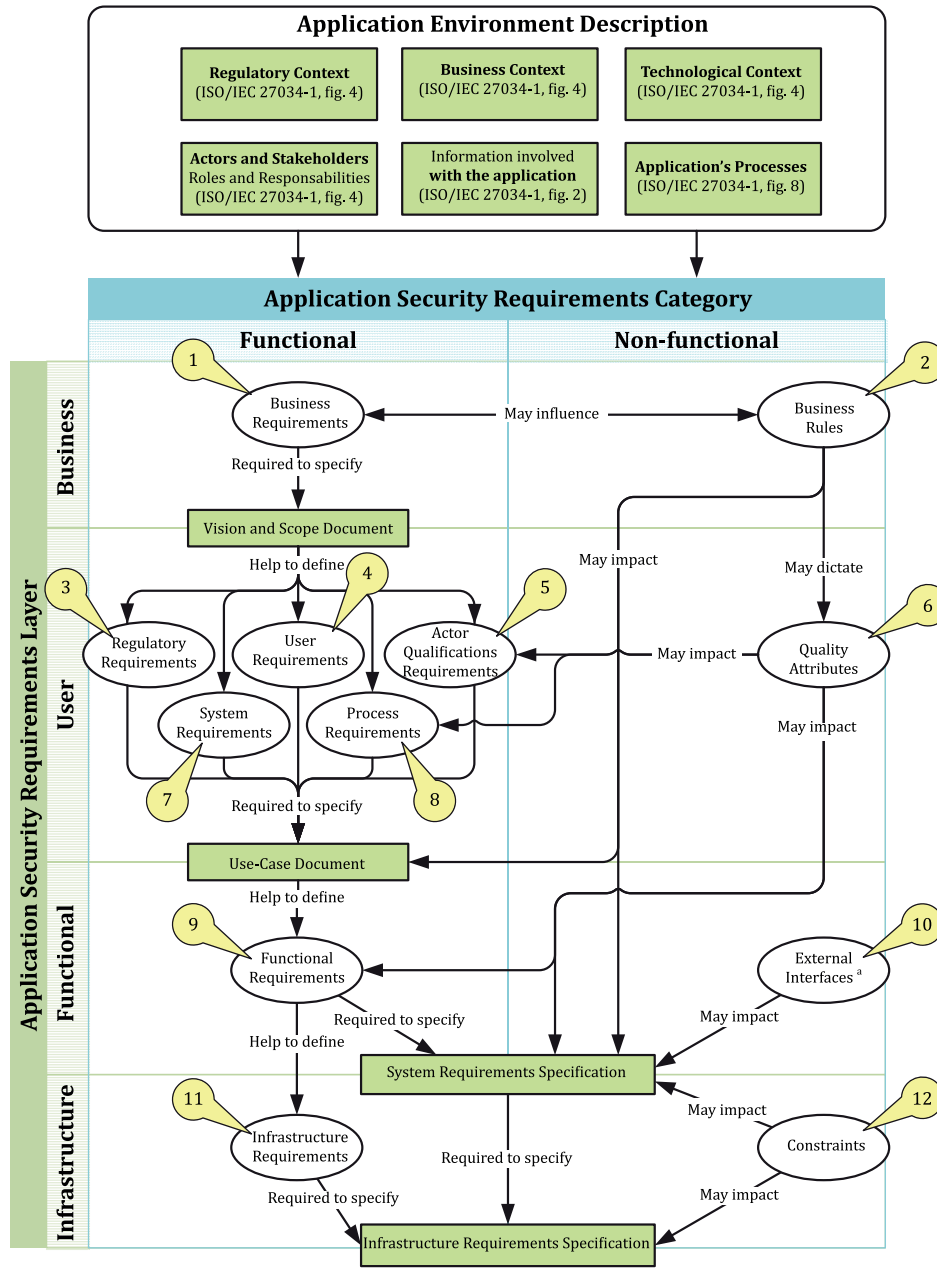 Application Environment Description
Regulatory Context
(ISO/IEC 27034-1, fig. 4)
Business Context
(ISO/IEC 27034-1, fig. 4)
Technological Context
(ISO/IEC 27034-1, fig. 4)
Actors and Stakeholders
Roles and Responsabilities
(ISO/IEC 27034-1, fig. 4)
Information involved
with the application
(ISO/IEC 27034-1, fig. 2)
Application's Processes
(ISO/IEC 27034-1, fig. 8)
Application Security Requirements Category
Functional
Non-functional
Application Security Requirements Layer
Business
1
Business
Requirements
May influence
2
Business
Rules
Required to specify
Vision and Scope Document
User
Help to define
May impact
May dictate
3
Regulatory
Requirements
4
User
Requirements
5
Actor
Qualifications
Requirements
May impact
6
Quality
Attributes
System
Requirements
7
Process
Requirements
8
May impact
Required to specify
Use-Case Document
Functional
Help to define
9
Functional
Requirements
10
External
Interfaces a
Required to specify
May impact
Help to define
System Requirements Specification
Infrastructure
11
Infrastructure
Requirements
May impact
12
Constraints
Required to specify
Required to specify
May impact
Infrastructure Requirements Specification